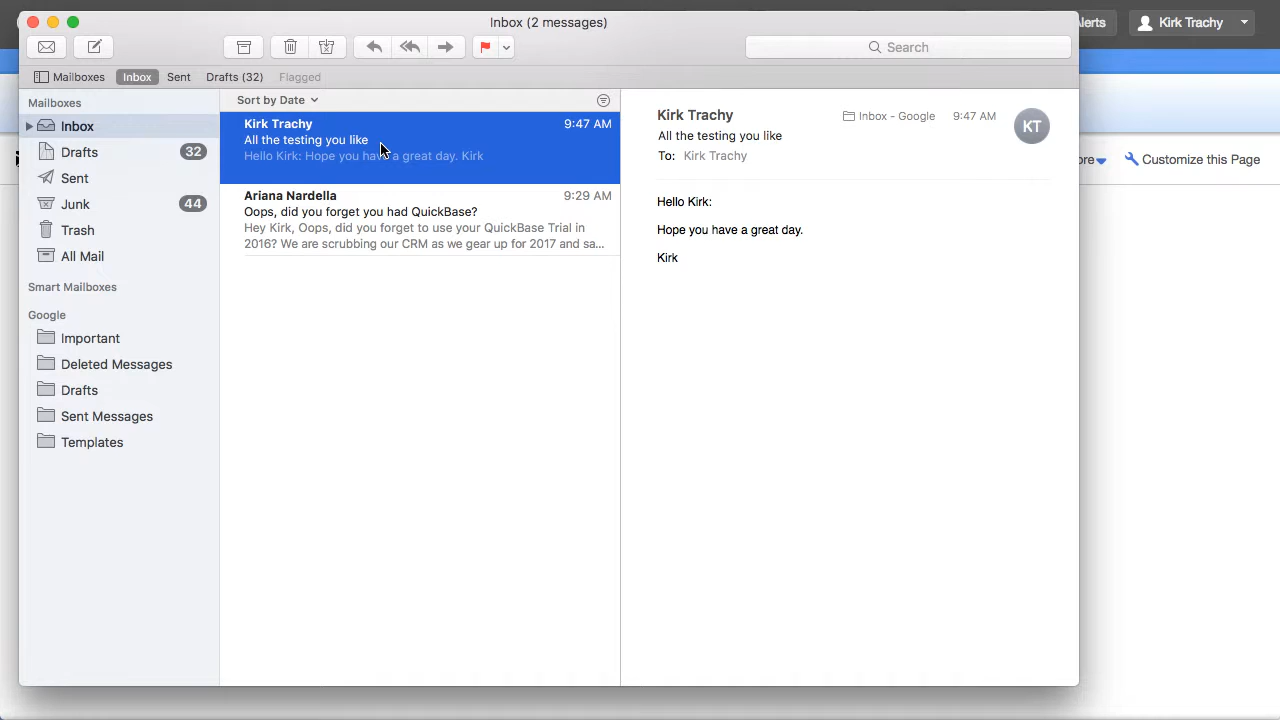 Inbox (2 messages)
lerts
Kirk Trachy
Search
Mailboxes
Inbox
Sent
Drafts (32)
Flagged
Mailboxes
Inbox
Drafts
32
Sent
Junk
44
Trash
All Mail
Smart Mailboxes
Google
Important
Deleted Messages
Drafts
Sent Messages
Templates
Sort by Date
Kirk Trachy
9:47 AM
All the testing you like
Hello Kirk: Hope you have a great day. Kirk
Ariana Nardella
9:29 AM
Oops, did you forget you had QuickBase?
Hey Kirk, Oops, did you forget to use your QuickBase Trial in
2016? We are scrubbing our CRM as we gear up for 2017 and sa...
Kirk Trachy
Inbox - Google
9:47 AM
KT
All the testing you like
To: Kirk Trachy
Hello Kirk:
Hope you have a great day.
Kirk
ore
Customize this Page